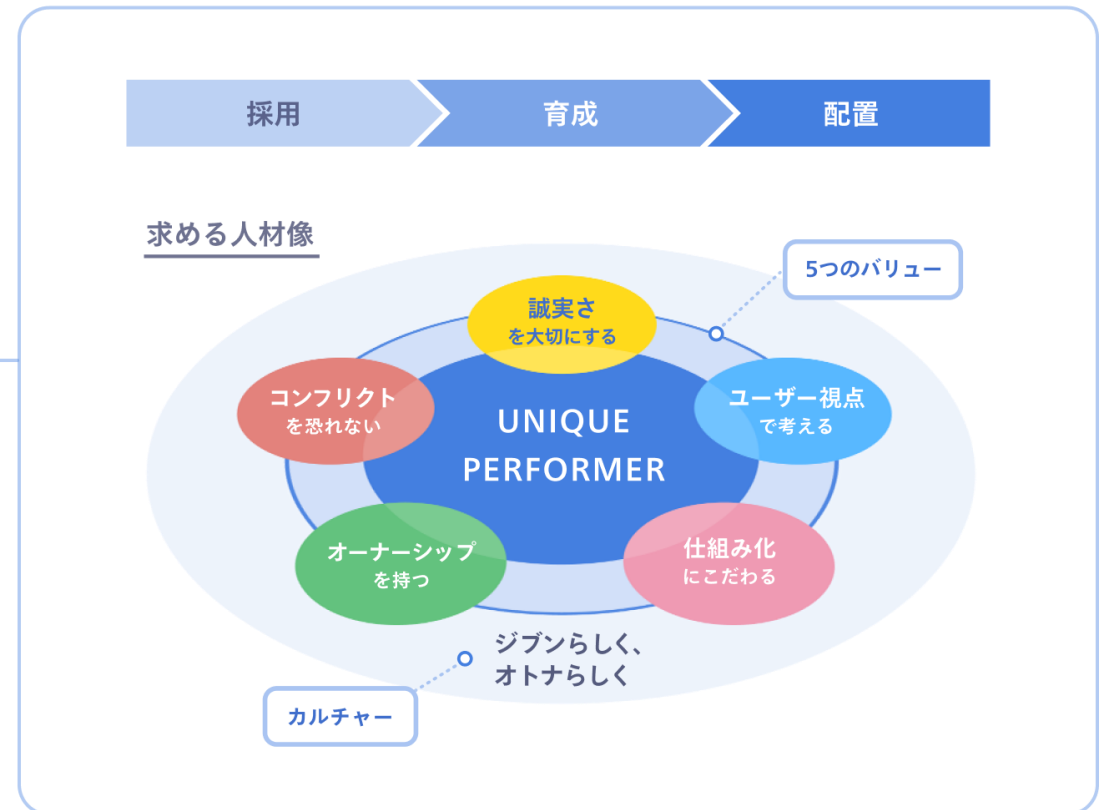 採用
育成
配置
求める人材像
5つのバリュー
誠実さ
を大切にする
コンフリクト
を恐れない
ユーザー視点
で考える
UNIQUE
PERFORMER
オーナーシップ
を持つ
仕組み化
にこだわる
ジブンらしく、
オトナらしく
カルチャー